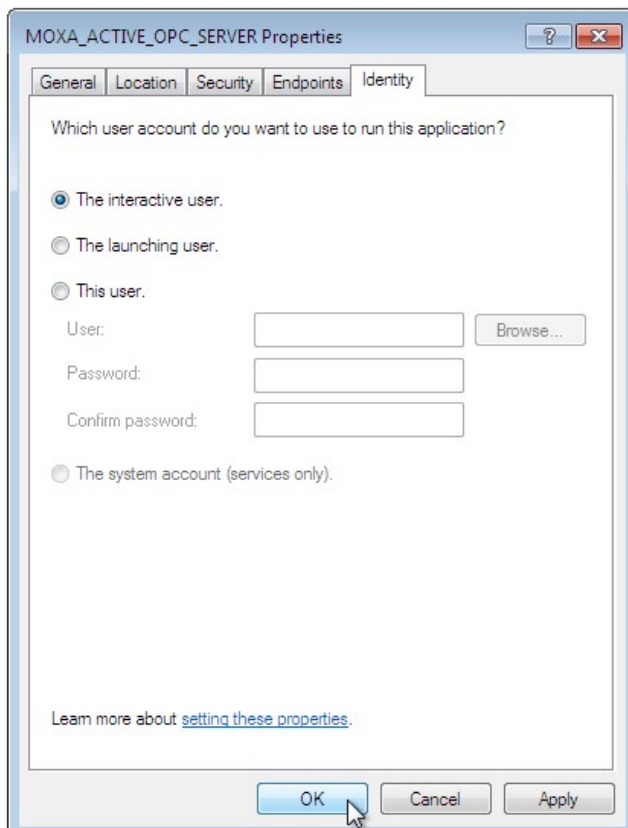 MOXA_ACTIVE_OPC_SERVER Properties
General Location Security Endpoints Identity
Which user account do you want to use to run this application?
The interactive user.
The launching user.
This user.
User: Browse...
Password:
Confirm password:
The system account (services only).
Learn more about setting these properties.
OK Cancel Apply